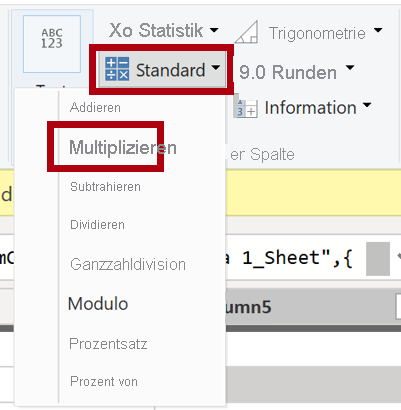 ABC
123
Xo Statistik
Trigonometrie
Standard
9.0 Runden
Information
Addieren
Multiplizieren
er Spalte
Subtrahieren
Dividieren
a 1_Sheet",{
Ganzzahldivision
Modulo
umn5
Prozentsatz
Prozent von